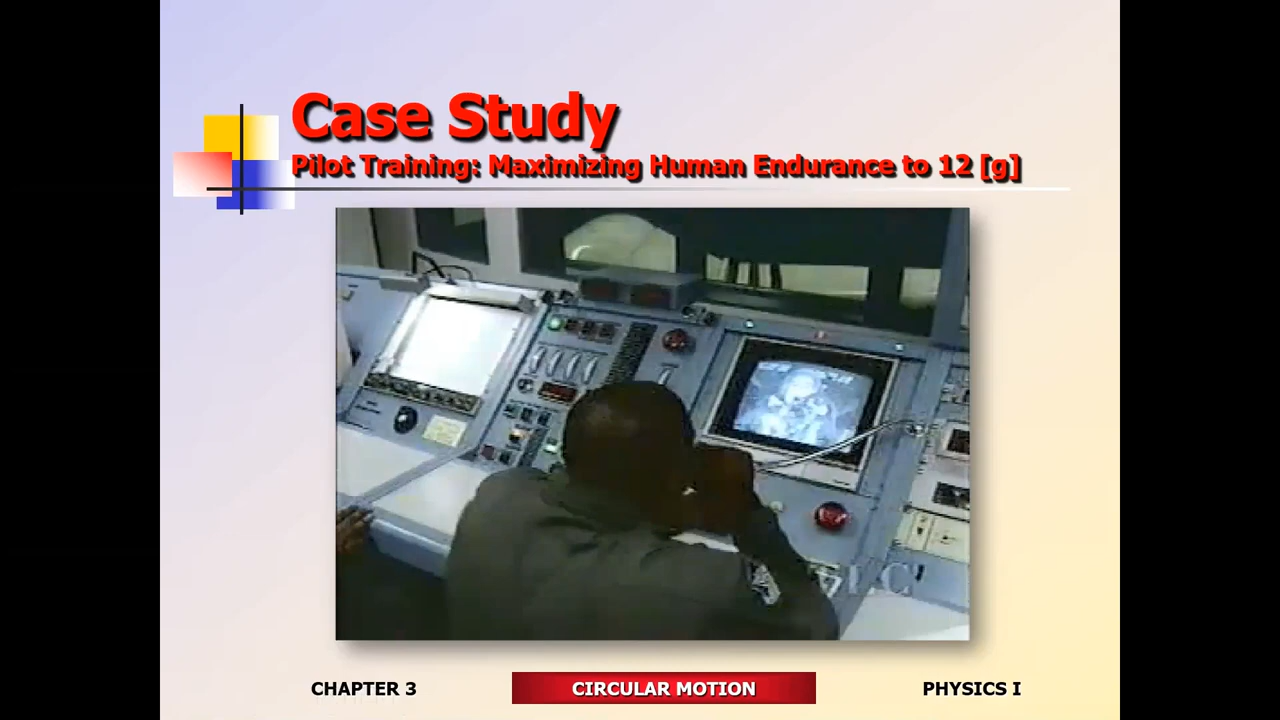 Case Study
Pilot Training: Maximizing Human Endurance to 12 [g]
CHAPTER 3
CIRCULAR MOTION
PHYSICS I